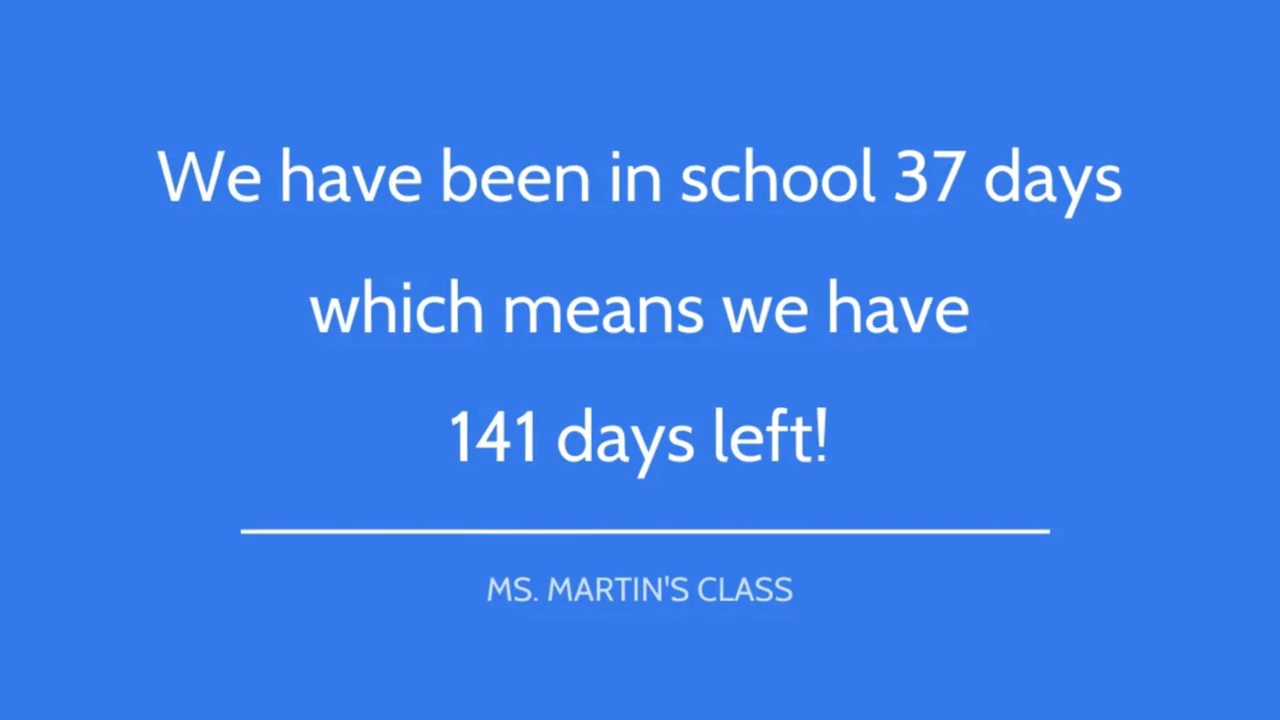 We have been in school 37 days
which means we have
141 days left!
MS. MARTIN'S CLASS